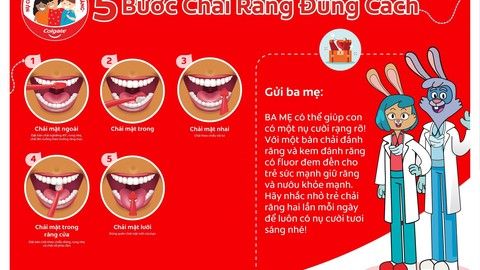 Colgate
5 Bước Chải Răng Đúng Cách
1
2
3
Chải mặt ngoài
Chải mặt trong
Chải mặt nhai
4
5
Chải mặt trong
răng cửa
Chải mặt lưỡi
Gửi ba mẹ:
BA MẸ có thể giúp con
có một nụ cười rạng rỡ!
Với một bàn chải đánh
răng và kem đánh răng
có fluor đem đến cho
trẻ sức mạnh giữ răng
và nướu khỏe mạnh.
Hãy nhắc nhở trẻ chải
răng hai lần mỗi ngày
để luôn có nụ cười tươi
sáng nhé!